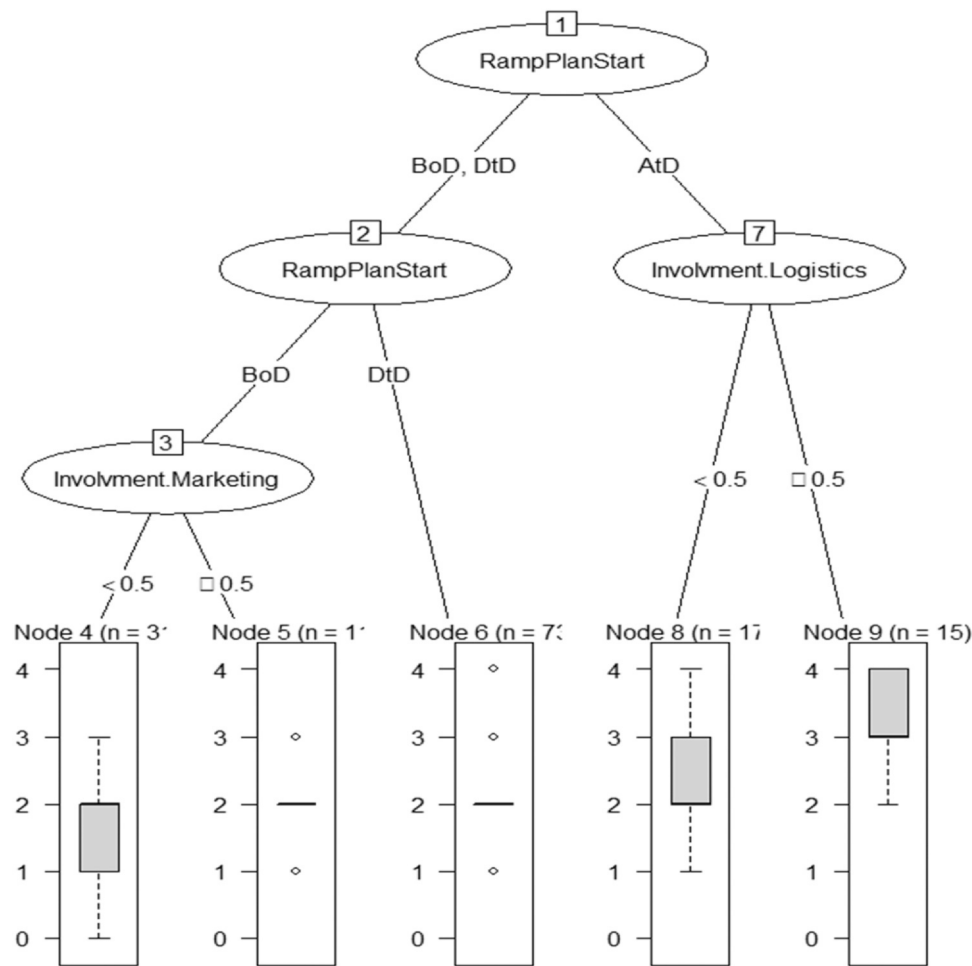 1
RampPlanStart
BoD, DtD
AtD
2
RampPlanStart
7
Involvment.Logistics
BoD
DtD
3
Involvment.Marketing
< 0.5
□ 0.5
< 0.5
□ 0.5
Node 4 (n = 3
Node 5 (n = 1
Node 6 (n = 73
Node 8 (n = 17
Node 9 (n = 15)
4 4 4 4 4
3 3 3 3 3
2 2 2 2 2
1 1 1 1 1
0 0 0 0 0